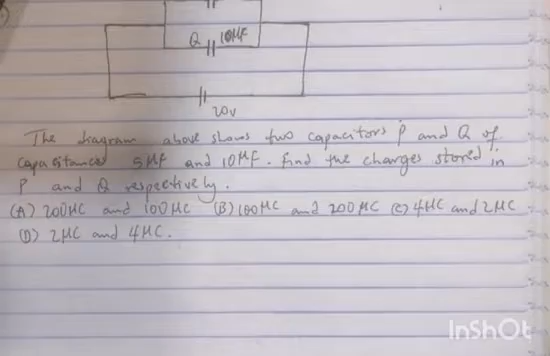 Q 10μF
20v
The diagram above shows two capacitors P and Q of
capacitances 5μF and 10μF. find the charges stored in
P and Q respectively.
(A) 200μC and 100μC (B) 100μC and 200μC (C) 4μC and 2μC
(D) 2μC and 4μC.
InShOt